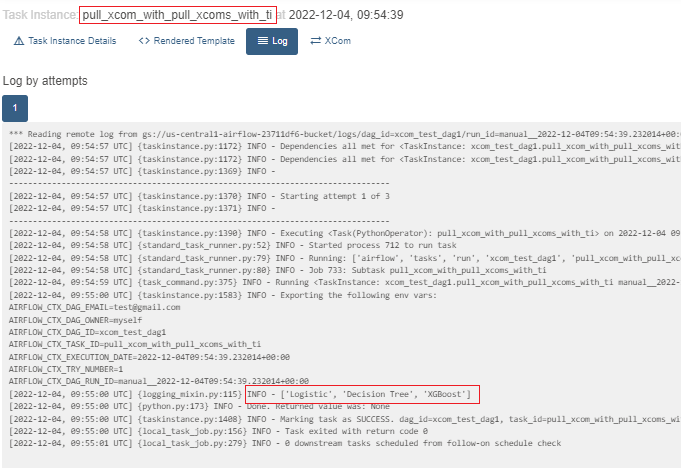 Task Instance: pull_xcom_with_pull_xcoms_with_ti at 2022-12-04, 09:54:39
Task Instance Details <> Rendered Template Log XCom
Log by attempts
1
*** Reading remote log from gs://us-central1-airflow-23711df6-bucket/logs/dag_id=xcom_test_dag1/run_id=manual__2022-12-04T09:54:39.232014+00:
[2022-12-04, 09:54:57 UTC] {taskinstance.py:1172} INFO - Dependencies all met for <TaskInstance: xcom_test_dag1.pull_xcom_with_pull_xcoms_wit
[2022-12-04, 09:54:57 UTC] {taskinstance.py:1172} INFO - Dependencies all met for <TaskInstance: xcom_test_dag1.pull_xcom_with_pull_xcoms_wit
[2022-12-04, 09:54:57 UTC] {taskinstance.py:1369} INFO -
--------------------------------------------------------------------------------
[2022-12-04, 09:54:57 UTC] {taskinstance.py:1370} INFO - Starting attempt 1 of 3
[2022-12-04, 09:54:57 UTC] {taskinstance.py:1371} INFO -
--------------------------------------------------------------------------------
[2022-12-04, 09:54:58 UTC] {taskinstance.py:1390} INFO - Executing <Task(PythonOperator): pull_xcom_with_pull_xcoms_with_ti> on 2022-12-04 09
[2022-12-04, 09:54:58 UTC] {standard_task_runner.py:52} INFO - Started process 712 to run task
[2022-12-04, 09:54:58 UTC] {standard_task_runner.py:79} INFO - Running: ['airflow', 'tasks', 'run', 'xcom_test_dag1', 'pull_xcom_with_pull_xco
[2022-12-04, 09:54:58 UTC] {standard_task_runner.py:80} INFO - Job 733: Subtask pull_xcom_with_pull_xcoms_with_ti
[2022-12-04, 09:54:59 UTC] {task_command.py:375} INFO - Running <TaskInstance: xcom_test_dag1.pull_xcom_with_pull_xcoms_with_ti manual__2022-
[2022-12-04, 09:55:00 UTC] {taskinstance.py:1583} INFO - Exporting the following env vars:
AIRFLOW_CTX_DAG_EMAIL=test@gmail.com
AIRFLOW_CTX_DAG_OWNER=myself
AIRFLOW_CTX_DAG_ID=xcom_test_dag1
AIRFLOW_CTX_TASK_ID=pull_xcom_with_pull_xcoms_with_ti
AIRFLOW_CTX_EXECUTION_DATE=2022-12-04T09:54:39.232014+00:00
AIRFLOW_CTX_TRY_NUMBER=1
AIRFLOW_CTX_DAG_RUN_ID=manual__2022-12-04T09:54:39.232014+00:00
[2022-12-04, 09:55:00 UTC] {logging_mixin.py:115} INFO - ['Logistic', 'Decision Tree', 'XGBoost']
[2022-12-04, 09:55:00 UTC] {python.py:173} INFO - Done. Returned value was: None
[2022-12-04, 09:55:00 UTC] {taskinstance.py:1408} INFO - Marking task as SUCCESS. dag_id=xcom_test_dag1, task_id=pull_xcom_with_pull_xcoms_wi
[2022-12-04, 09:55:00 UTC] {local_task_job.py:156} INFO - Task exited with return code 0
[2022-12-04, 09:55:01 UTC] {local_task_job.py:279} INFO - 0 downstream tasks scheduled from follow-on schedule check